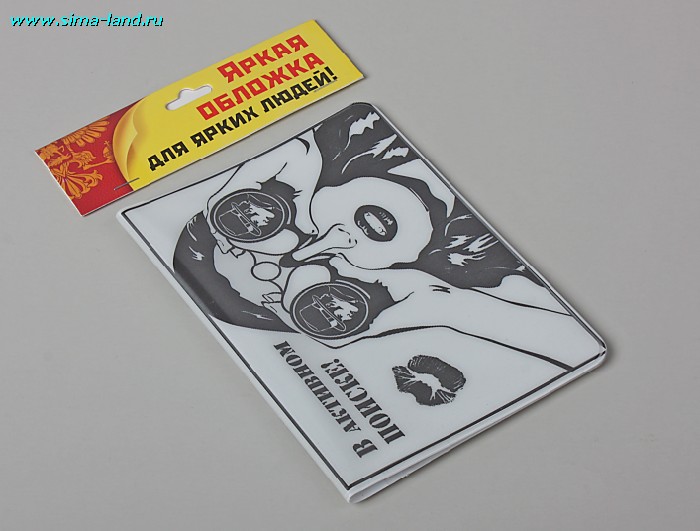 www.sima-land.ru
ЯРКАЯ
ОБЛОЖКА
ДЛЯ ЯРКИХ ЛЮДЕЙ!
В АКТИВНОМ
ПОИСКЕ!